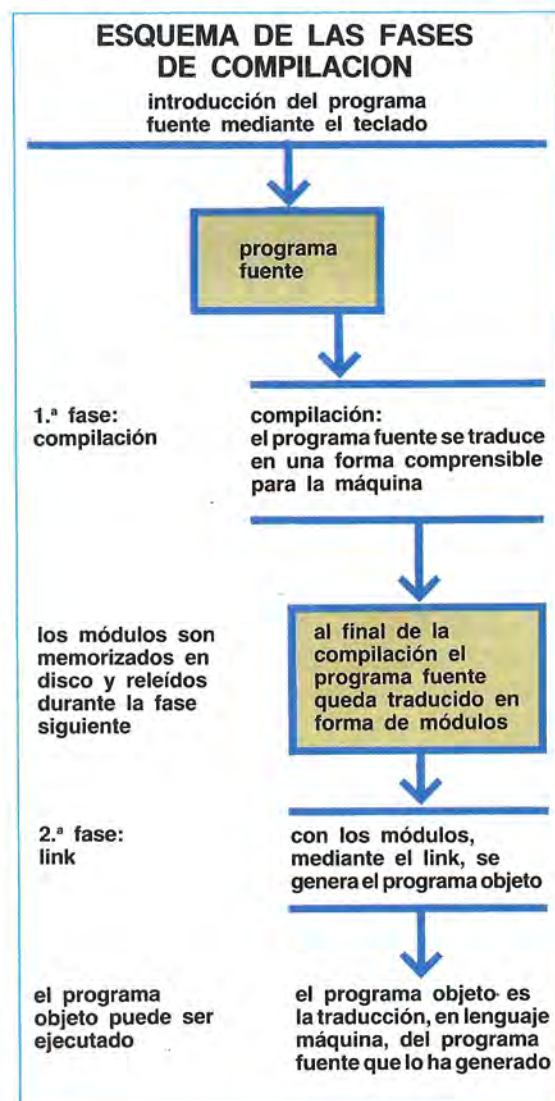 ESQUEMA DE LAS FASES
DE COMPILACION
introducción del programa
fuente mediante el teclado
programa
fuente
1.ª fase:
compilación
compilación:
el programa fuente se traduce
en una forma comprensible
para la máquina
los módulos son
memorizados en
disco y releídos
durante la fase
siguiente
al final de la
compilación el
programa fuente
queda traducido en
forma de módulos
2.ª fase:
link
con los módulos,
mediante el link, se
genera el programa objeto
el programa
objeto puede ser
ejecutado
el programa objeto es
la traducción, en lenguaje
máquina, del programa
fuente que lo ha generado